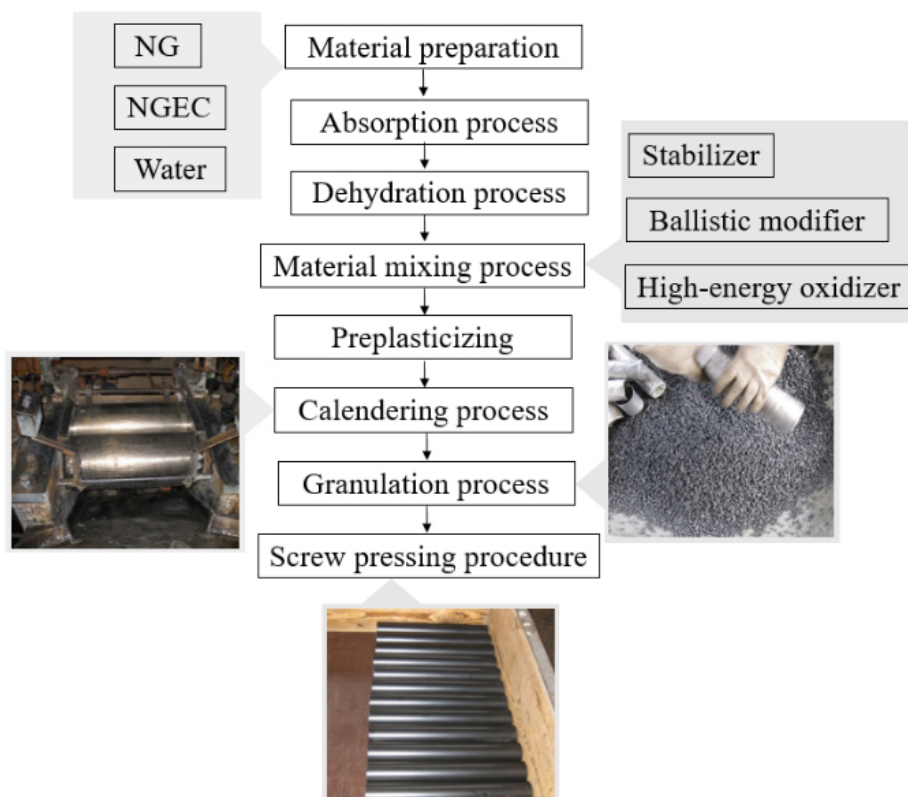 NG
NGEC
Water
Material preparation
Absorption process
Dehydration process
Material mixing process
Stabilizer
Ballistic modifier
High-energy oxidizer
Preplasticizing
Calendering process
Granulation process
Screw pressing procedure